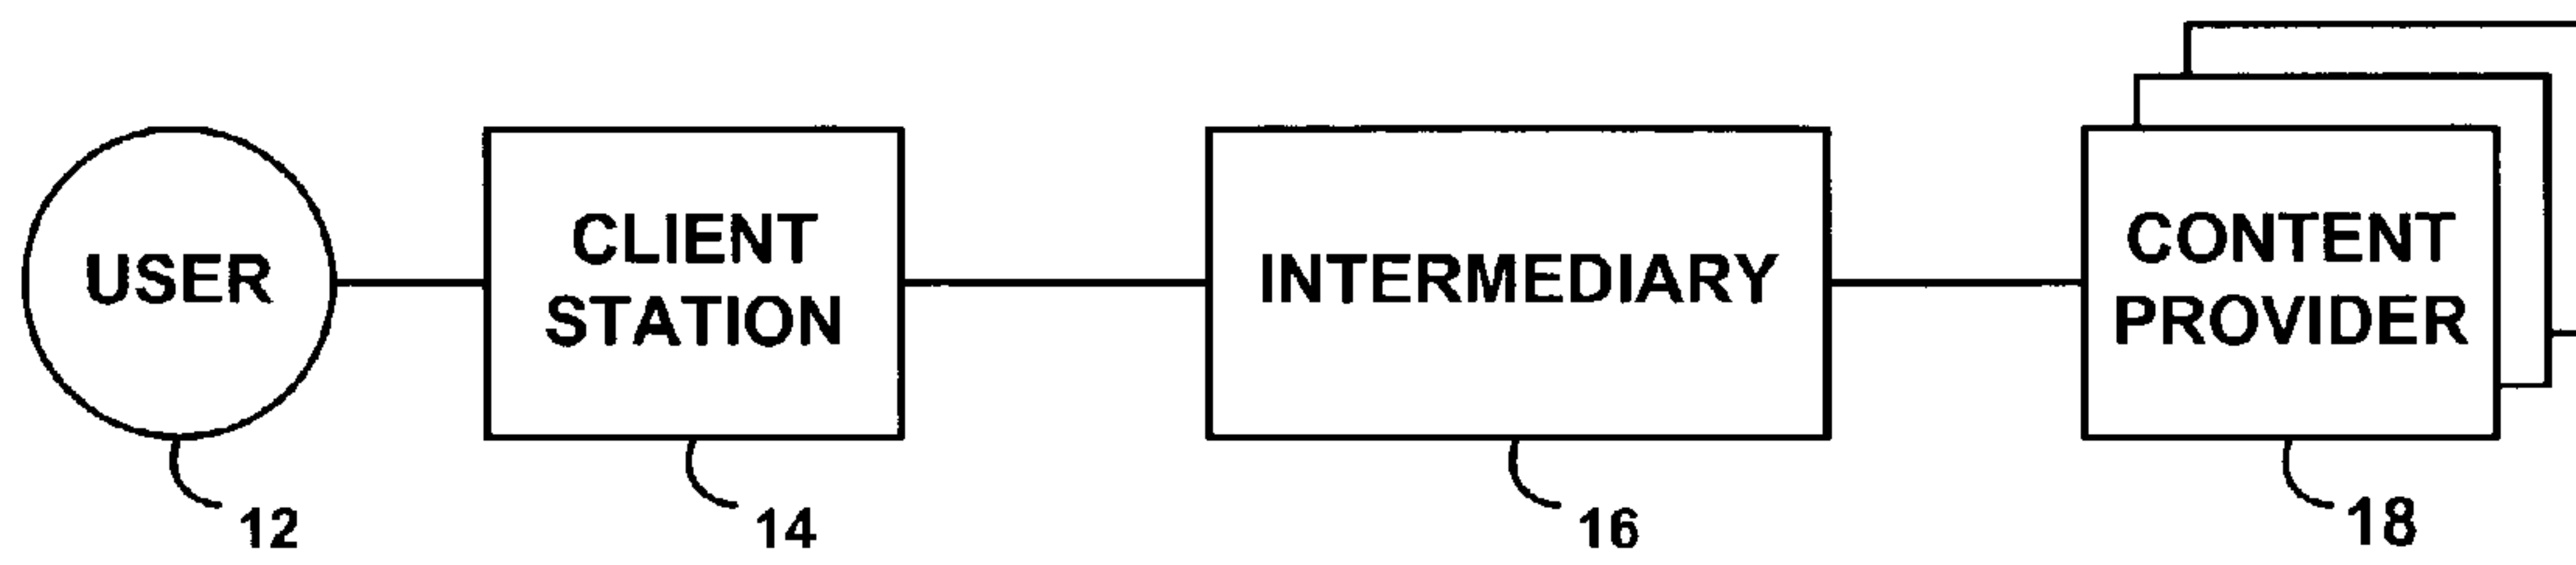 USER
CLIENT
STATION
INTERMEDIARY
CONTENT
PROVIDER
12
14
16
18